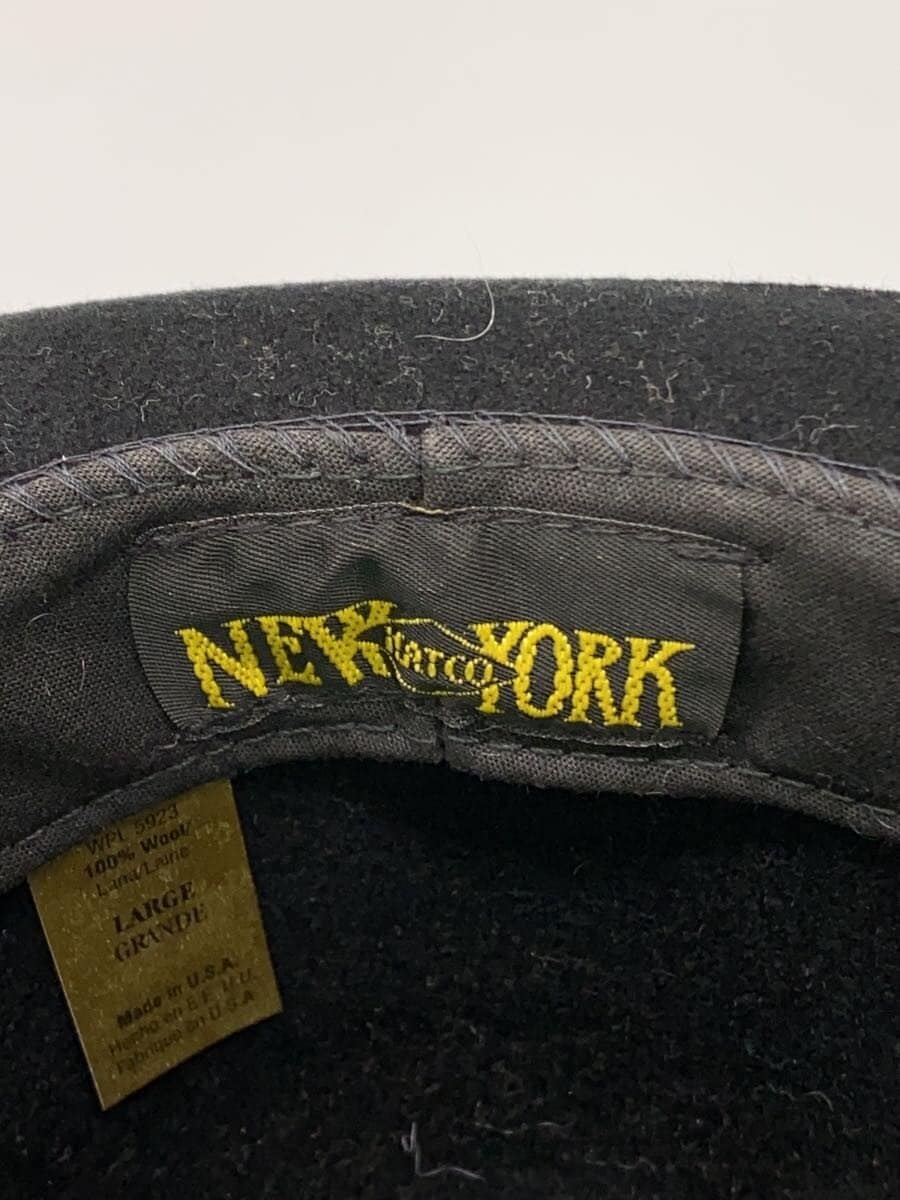 NEW HATCO YORK
WPL 5923
100% Wool/
Lana/Laine
LARGE
GRANDE
Made in U.S.A.
Hecho en E.E. U.U.
Fabriqué en U.S.A